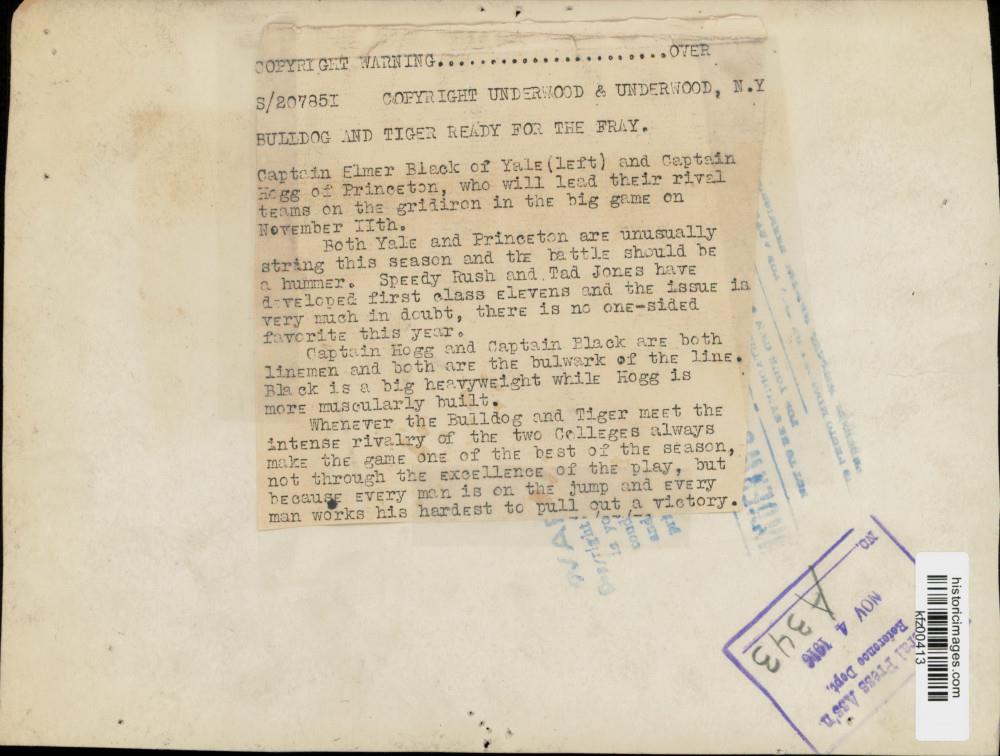 COPYRIGHT WARNING......................OVER
S/207851 COPYRIGHT UNDERWOOD & UNDERWOOD, N.Y
BULLDOG AND TIGER READY FOR THE FRAY.
Captain Elmer Black of Yale(left) and Captain
Hogg of Princeton, who will lead their rival
teams on the gridiron in the big game on
November IIth.
Both Yale and Princeton are unusually
string this season and the battle should be
a hummer. Speedy Rush and Tad Jones have
developed first class elevens and the issue is
very much in doubt, there is no one-sided
favorite this year.
Captain Hogg and Captain Black are both
linemen and both are the bulwark of the line.
Black is a big heavyweight while Hogg is
more muscularly built.
Whenever the Bulldog and Tiger meet the
intense rivalry of the two Colleges always
make the game one of the best of the season,
not through the excellence of the play, but
because every man is on the jump and every
man works his hardest to pull out a victory.
NO.
A343
NOV 4 1916
Reference Dept.
Press Ass'n.
historicimages.com
kfz00413